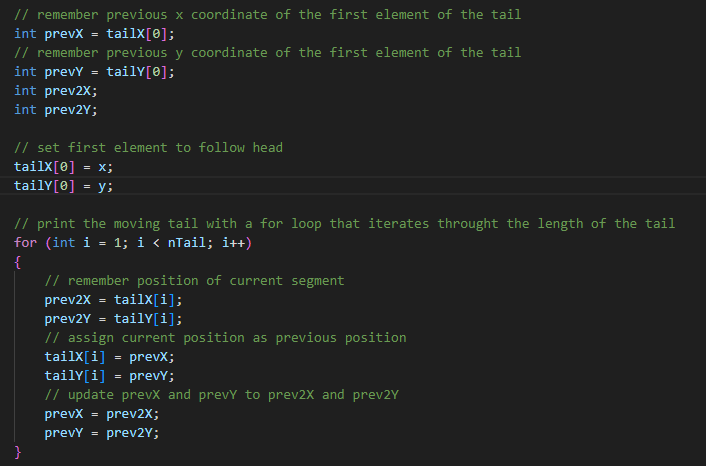 // remember previous x coordinate of the first element of the tail
int prevX = tailX[0];
// remember previous y coordinate of the first element of the tail
int prevY = tailY[0];
int prev2X;
int prev2Y;

// set first element to follow head
tailX[0] = x;
tailY[0] = y;

// print the moving tail with a for loop that iterates throught the length of the tail
for (int i = 1; i < nTail; i++)
{
    // remember position of current segment
    prev2X = tailX[i];
    prev2Y = tailY[i];
    // assign current position as previous position
    tailX[i] = prevX;
    tailY[i] = prevY;
    // update prevX and prevY to prev2X and prev2Y
    prevX = prev2X;
    prevY = prev2Y;
}